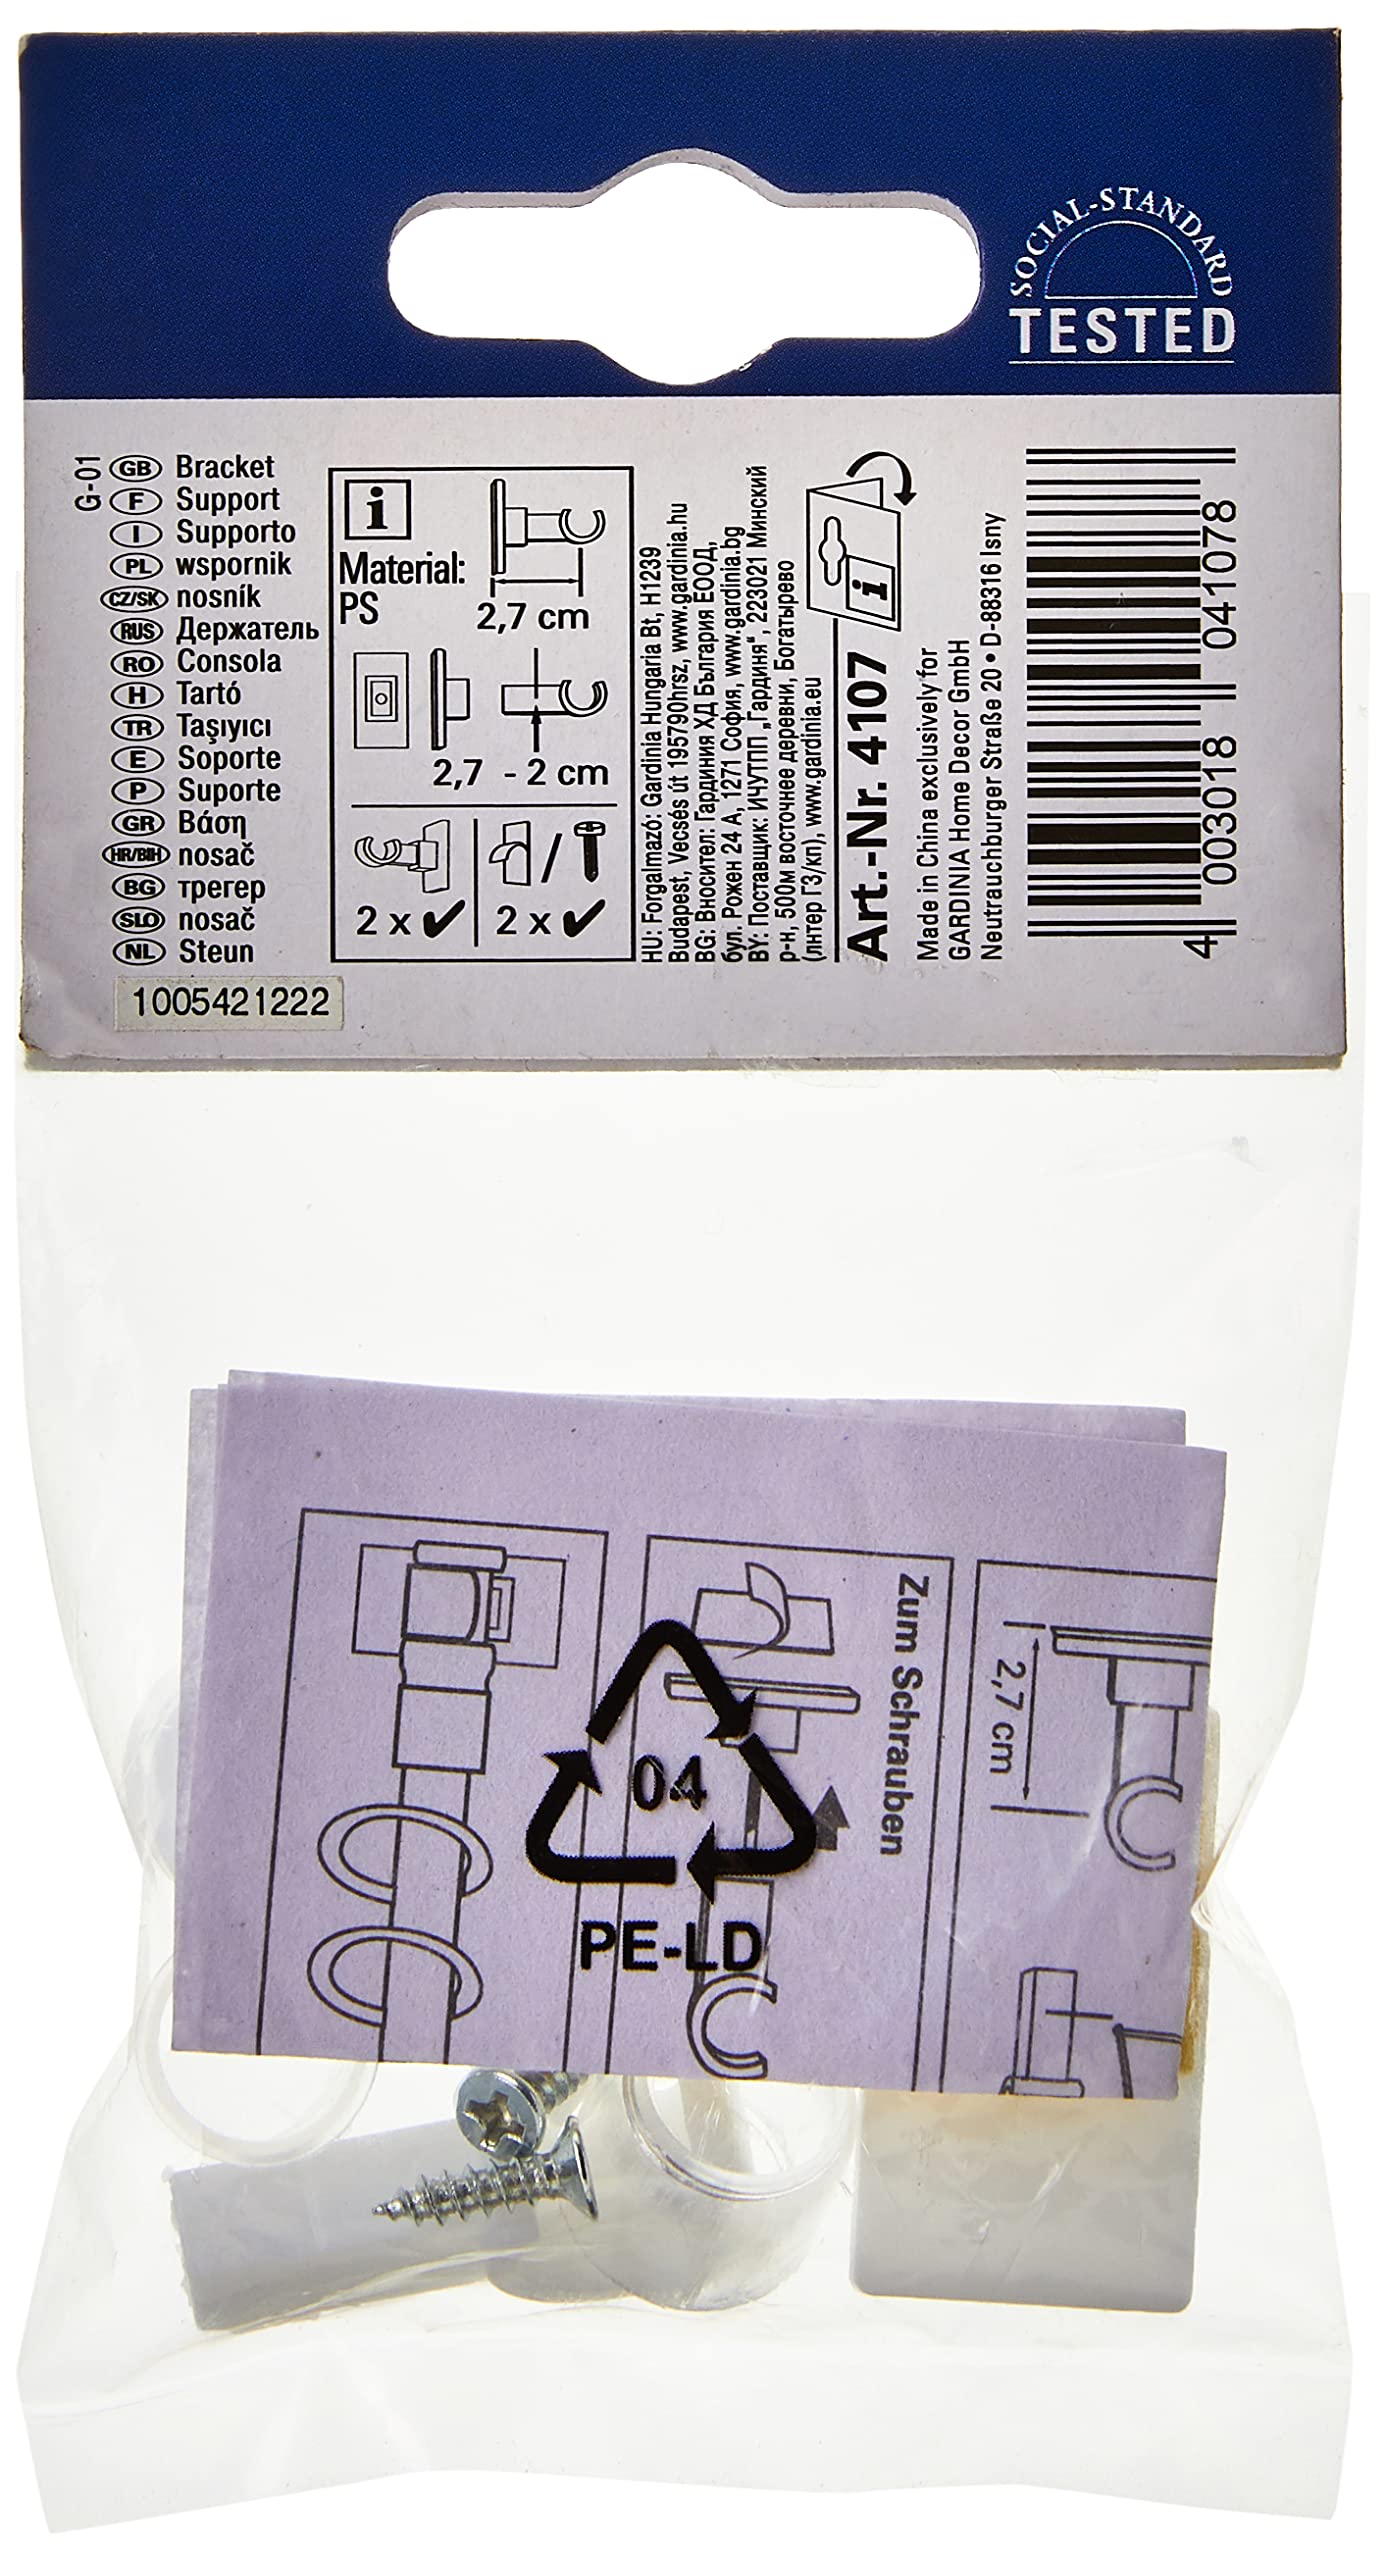 SOCIAL-STANDARD
TESTED
G-01
GB Bracket
F Support
I Supporto
PL wspornik
CZ/SK nosník
RUS Держатель
RO Consola
H Tartó
TR Taşıyıcı
E Soporte
P Suporte
GR Βάση
HR/BIH nosač
BG трегер
SLO nosač
NL Steun
1005421222
i
Material:
PS
2,7 cm
2,7 - 2 cm
2 x ✔
/
2 x ✔
HU: Forgalmazó: Gardinia Hungaria Bt, H1239
Budapest, Vecsés út 195790hrsz, www.gardinia.hu
BG: Вносител: Гардиния ХД България ЕООД,
бул. Рожен 24 А, 1271 София, www.gardinia.bg
BY: Поставщик: ИЧУТПП „Гардиня“, 223021 Минский
р-н, 500м восточнее деревни, Богатырево
(литер Г3/кп), www.gardinia.eu
i
Art.-Nr. 4107
Made in China exclusively for
GARDINIA Home Decor GmbH
Neutrauchburger Straße 20 • D-88316 Isny
4 003018 041078
Zum Schrauben
2,7 cm
04
PE-LD